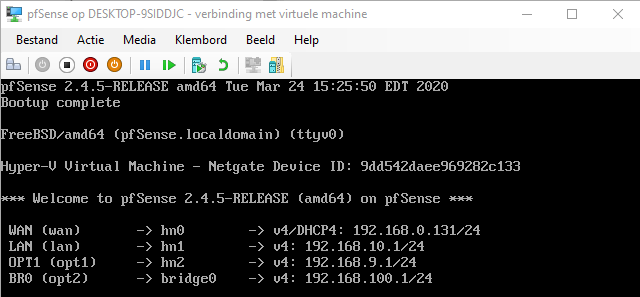 pfSense op DESKTOP-9SIDDJC - verbinding met virtuele machine
Bestand Actie Media Klembord Beeld Help
pfSense 2.4.5-RELEASE amd64 Tue Mar 24 15:25:50 EDT 2020
Bootup complete
FreeBSD/amd64 (pfSense.localdomain) (ttyv0)
Hyper-V Virtual Machine - Netgate Device ID: 9dd542daee969282c133
*** Welcome to pfSense 2.4.5-RELEASE (amd64) on pfSense ***
WAN (wan) -> hn0 -> v4/DHCP4: 192.168.0.131/24
LAN (lan) -> hn1 -> v4: 192.168.10.1/24
OPT1 (opt1) -> hn2 -> v4: 192.168.9.1/24
BR0 (opt2) -> bridge0 -> v4: 192.168.100.1/24